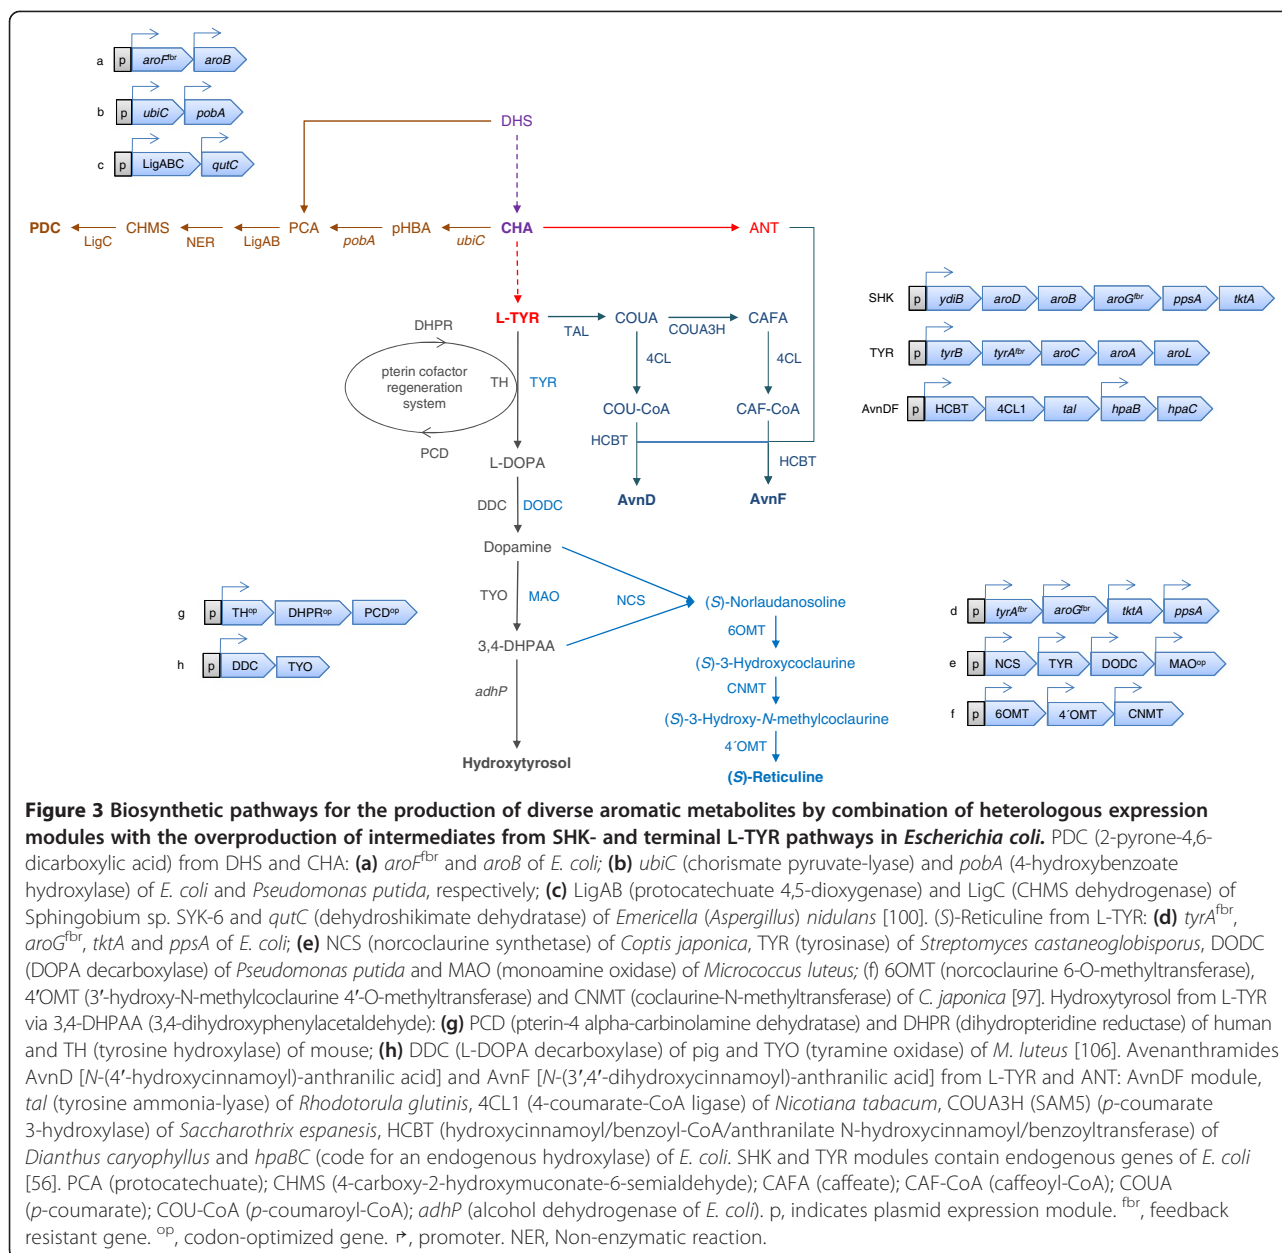 a p aroF^fbr aroB
b p ubiC pobA
c p LigABC qutC
DHS
PDC CHMS PCA pHBA CHA ANT
LigC NER LigAB pobA ubiC
SHK p ydiB aroD aroB aroG^fbr ppsA tktA
TYR p tyrB tyrA^fbr aroC aroA aroL
AvnDF p HCBT 4CL1 tal hpaB hpaC
L-TYR COUA CAFA
TAL COUA3H
DHPR
4CL 4CL
pterin cofactor
regeneration
system
TH TYR
COU-CoA CAF-CoA
PCD
HCBT HCBT
L-DOPA
AvnD AvnF
DDC DODC
Dopamine
TYO MAO NCS
(S)-Norlaudanosoline
6OMT
3,4-DHPAA
(S)-3-Hydroxycoclaurine
adhP
CNMT
(S)-3-Hydroxy-N-methylcoclaurine
4´OMT
Hydroxytyrosol
(S)-Reticuline
g p TH^op DHPR^op PCD^op
h p DDC TYO
d p tyrA^fbr aroG^fbr tktA ppsA
e p NCS TYR DODC MAO^op
f p 6OMT 4´OMT CNMT
Figure 3 Biosynthetic pathways for the production of diverse aromatic metabolites by combination of heterologous expression
modules with the overproduction of intermediates from SHK- and terminal L-TYR pathways in Escherichia coli. PDC (2-pyrone-4,6-
dicarboxylic acid) from DHS and CHA: (a) aroF^fbr and aroB of E. coli; (b) ubiC (chorismate pyruvate-lyase) and pobA (4-hydroxybenzoate
hydroxylase) of E. coli and Pseudomonas putida, respectively; (c) LigAB (protocatechuate 4,5-dioxygenase) and LigC (CHMS dehydrogenase) of
Sphingobium sp. SYK-6 and qutC (dehydroshikimate dehydratase) of Emericella (Aspergillus) nidulans [100]. (S)-Reticuline from L-TYR: (d) tyrA^fbr,
aroG^fbr, tktA and ppsA of E. coli; (e) NCS (norcoclaurine synthetase) of Coptis japonica, TYR (tyrosinase) of Streptomyces castaneoglobisporus, DODC
(DOPA decarboxylase) of Pseudomonas putida and MAO (monoamine oxidase) of Micrococcus luteus; (f) 6OMT (norcoclaurine 6-O-methyltransferase),
4′OMT (3′-hydroxy-N-methylcoclaurine 4′-O-methyltransferase) and CNMT (coclaurine-N-methyltransferase) of C. japonica [97]. Hydroxytyrosol from L-TYR
via 3,4-DHPAA (3,4-dihydroxyphenylacetaldehyde): (g) PCD (pterin-4 alpha-carbinolamine dehydratase) and DHPR (dihydropteridine reductase) of human
and TH (tyrosine hydroxylase) of mouse; (h) DDC (L-DOPA decarboxylase) of pig and TYO (tyramine oxidase) of M. luteus [106]. Avenanthramides
AvnD [N-(4′-hydroxycinnamoyl)-anthranilic acid] and AvnF [N-(3′,4′-dihydroxycinnamoyl)-anthranilic acid] from L-TYR and ANT: AvnDF module,
tal (tyrosine ammonia-lyase) of Rhodotorula glutinis, 4CL1 (4-coumarate-CoA ligase) of Nicotiana tabacum, COUA3H (SAM5) (p-coumarate
3-hydroxylase) of Saccharothrix espanesis, HCBT (hydroxycinnamoyl/benzoyl-CoA/anthranilate N-hydroxycinnamoyl/benzoyltransferase) of
Dianthus caryophyllus and hpaBC (code for an endogenous hydroxylase) of E. coli. SHK and TYR modules contain endogenous genes of E. coli
[56]. PCA (protocatechuate); CHMS (4-carboxy-2-hydroxymuconate-6-semialdehyde); CAFA (caffeate); CAF-CoA (caffeoyl-CoA); COUA
(p-coumarate); COU-CoA (p-coumaroyl-CoA); adhP (alcohol dehydrogenase of E. coli). p, indicates plasmid expression module. ^fbr, feedback
resistant gene. ^op, codon-optimized gene. ↱, promoter. NER, Non-enzymatic reaction.